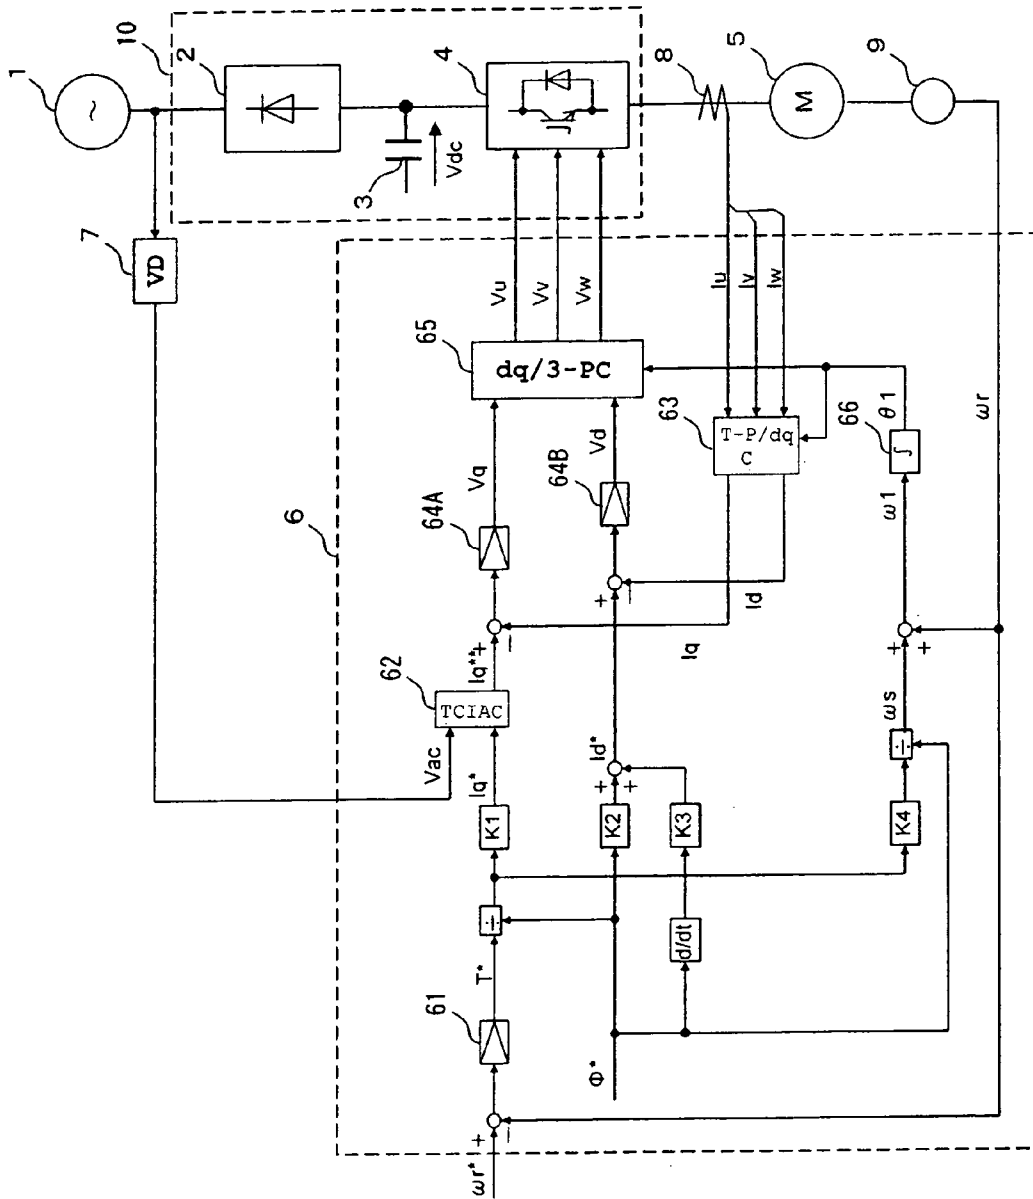 1
10
2
~
3
Vdc
4
8
5
M
9
7
VD
Vu
Vv
Vw
Iu
Iv
Iw
65
dq/3-PC
63
T-P/dq
C
θ1
66
∫
ω1
ωr
6
64A
Vq
64B
Vd
Iq
Id
+
−
+
−
+
+
62
TCIAC
Iq**
Vac
Iq*
K1
K2
Id*
+
+
K3
K4
÷
ωs
÷
d/dt
T*
61
Φ*
ωr*
+
−